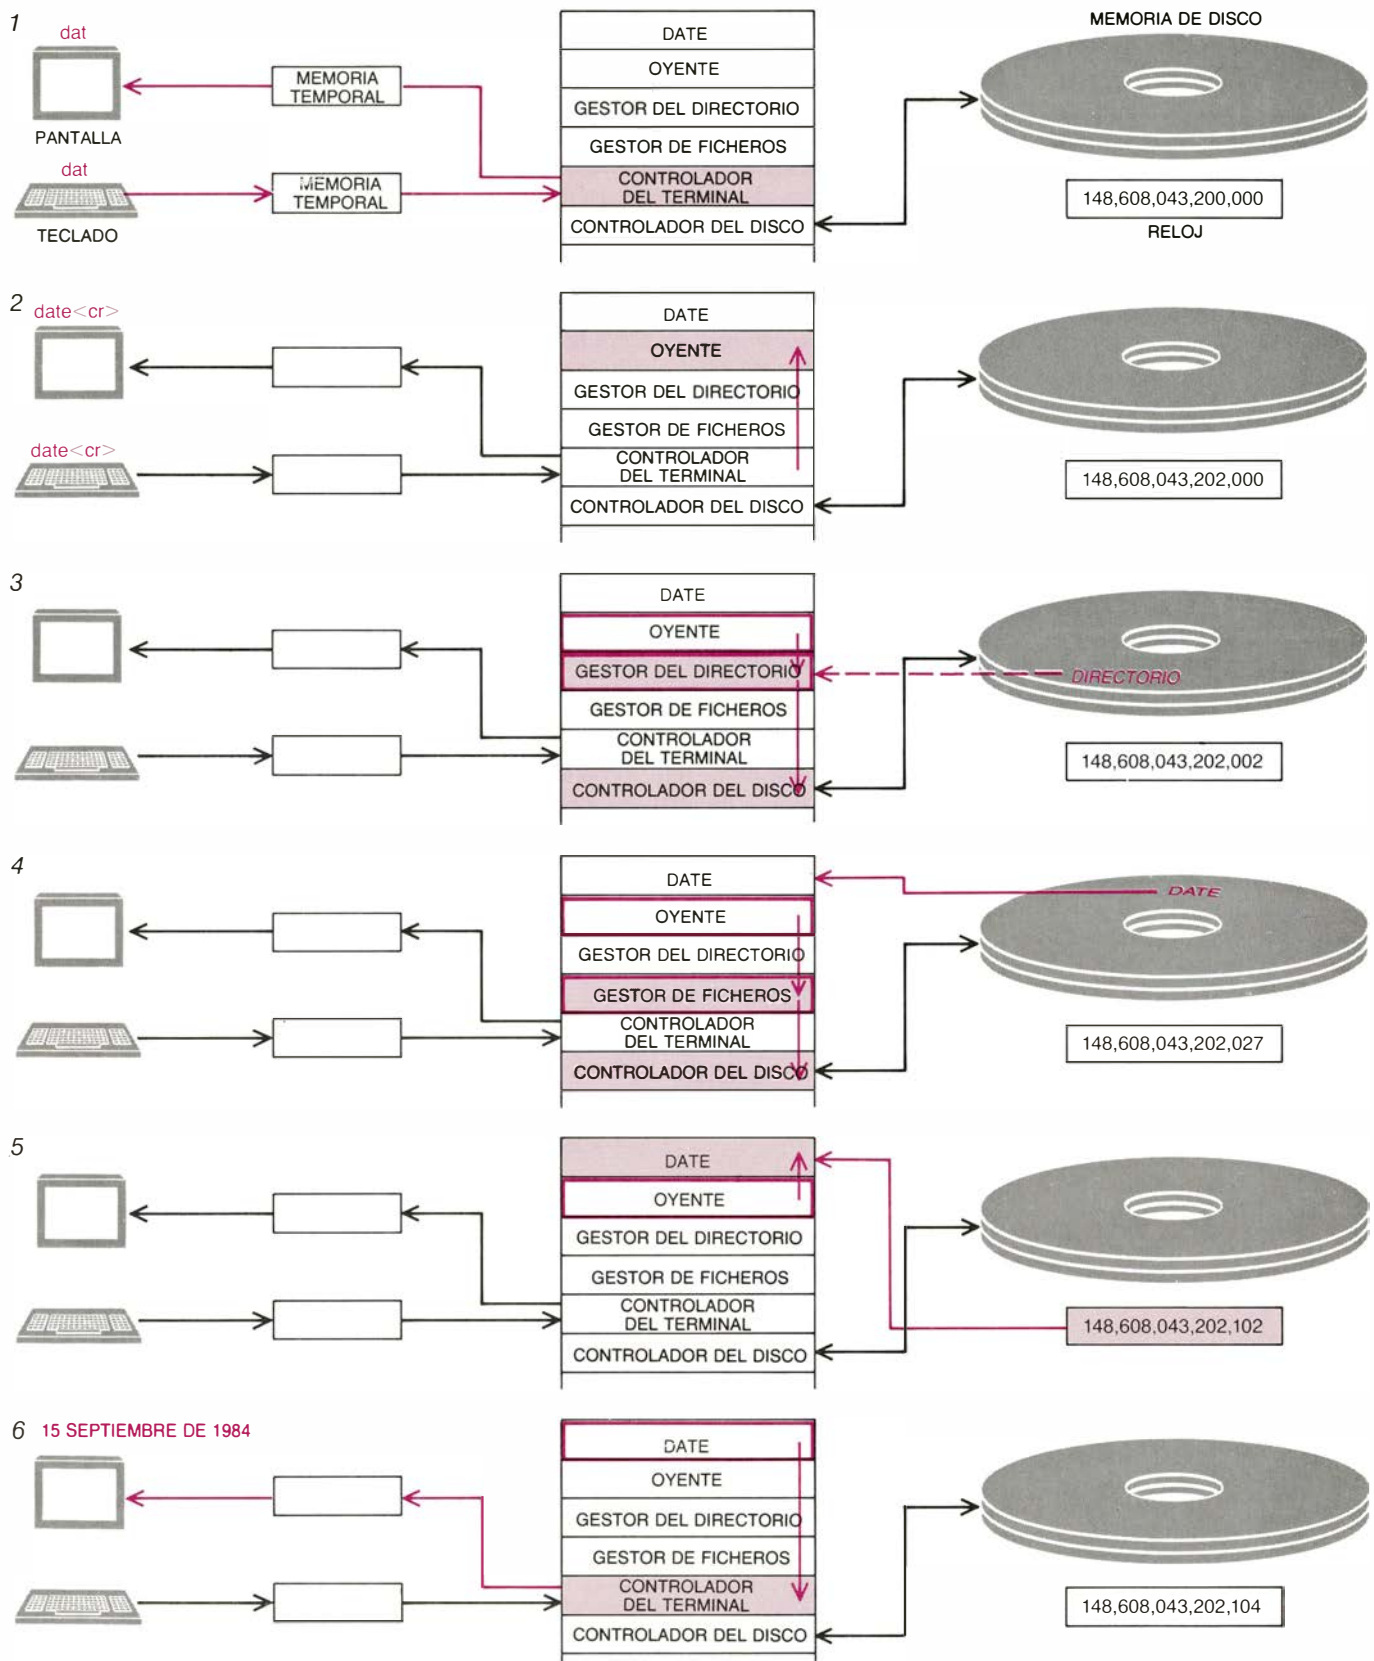 1
dat
PANTALLA
dat
TECLADO
MEMORIA
TEMPORAL
MEMORIA
TEMPORAL
DATE
OYENTE
GESTOR DEL DIRECTORIO
GESTOR DE FICHEROS
CONTROLADOR
DEL TERMINAL
CONTROLADOR DEL DISCO
MEMORIA DE DISCO
148,608,043,200,000
RELOJ
2
date<cr>
date<cr>
DATE
OYENTE
GESTOR DEL DIRECTORIO
GESTOR DE FICHEROS
CONTROLADOR
DEL TERMINAL
CONTROLADOR DEL DISCO
148,608,043,202,000
3
DATE
OYENTE
GESTOR DEL DIRECTORIO
GESTOR DE FICHEROS
CONTROLADOR
DEL TERMINAL
CONTROLADOR DEL DISCO
DIRECTORIO
148,608,043,202,002
4
DATE
OYENTE
GESTOR DEL DIRECTORIO
GESTOR DE FICHEROS
CONTROLADOR
DEL TERMINAL
CONTROLADOR DEL DISCO
DATE
148,608,043,202,027
5
DATE
OYENTE
GESTOR DEL DIRECTORIO
GESTOR DE FICHEROS
CONTROLADOR
DEL TERMINAL
CONTROLADOR DEL DISCO
148,608,043,202,102
6
15 SEPTIEMBRE DE 1984
DATE
OYENTE
GESTOR DEL DIRECTORIO
GESTOR DE FICHEROS
CONTROLADOR
DEL TERMINAL
CONTROLADOR DEL DISCO
148,608,043,202,104